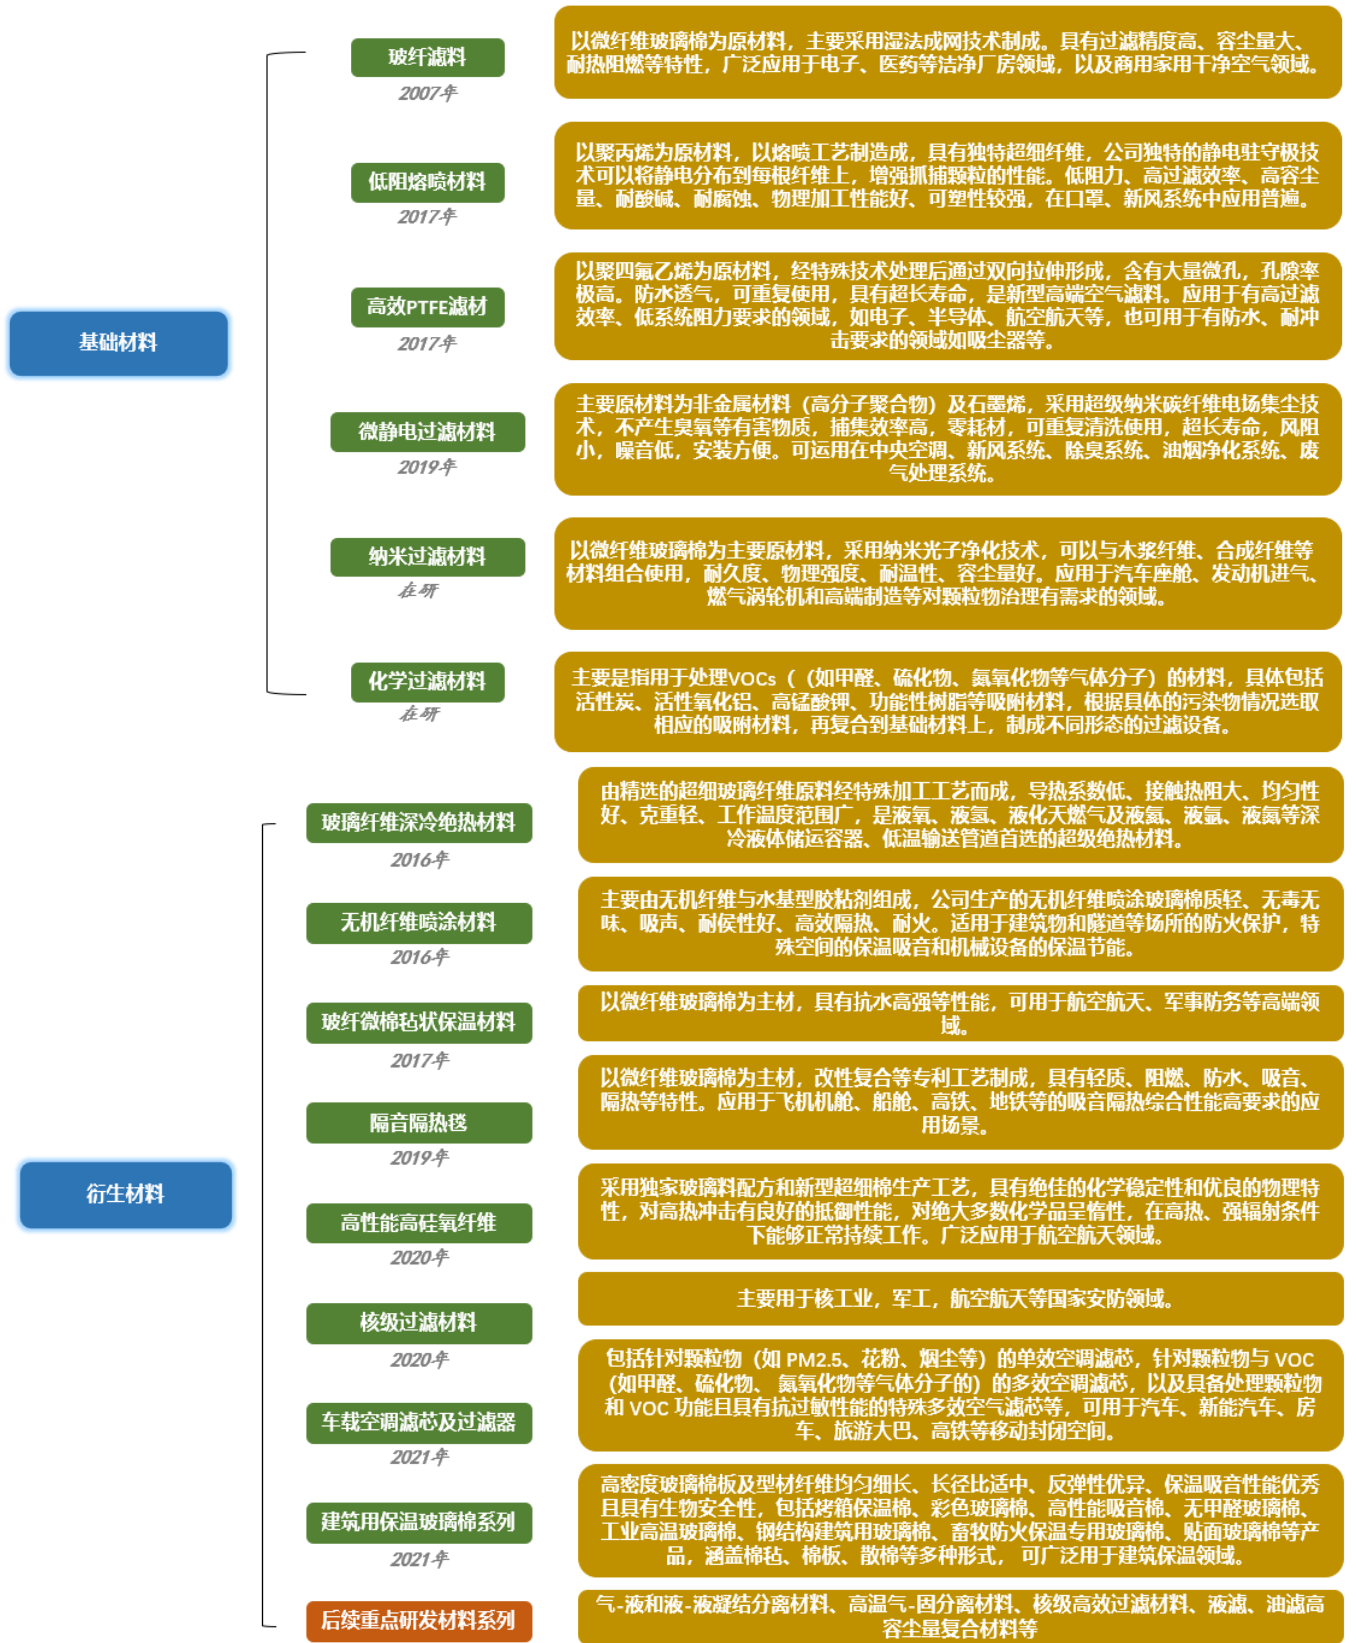 玻纤滤料
2007年
以微纤维玻璃棉为原材料，主要采用湿法成网技术制成。具有过滤精度高、容尘量大、
耐热阻燃等特性，广泛应用于电子、医药等洁净厂房领域，以及商用家用干净空气领域。
低阻熔喷材料
2017年
以聚丙烯为原材料，以熔喷工艺制造成，具有独特超细纤维，公司独特的静电驻守极技
术可以将静电分布到每根纤维上，增强抓捕颗粒的性能。低阻力、高过滤效率、高容尘
量、耐酸碱、耐腐蚀、物理加工性能好、可塑性较强，在口罩、新风系统中应用普遍。
高效PTFE滤材
2017年
以聚四氟乙烯为原材料，经特殊技术处理后通过双向拉伸形成，含有大量微孔，孔隙率
极高。防水透气，可重复使用，具有超长寿命，是新型高端空气滤料。应用于有高过滤
效率、低系统阻力要求的领域，如电子、半导体、航空航天等，也可用于有防水、耐冲
击要求的领域如吸尘器等。
基础材料
微静电过滤材料
2019年
主要原材料为非金属材料（高分子聚合物）及石墨烯，采用超级纳米碳纤维电场集尘技
术，不产生臭氧等有害物质，捕集效率高，零耗材，可重复清洗使用，超长寿命，风阻
小，噪音低，安装方便。可运用在中央空调、新风系统、除臭系统、油烟净化系统、废
气处理系统。
纳米过滤材料
在研
以微纤维玻璃棉为主要原材料，采用纳米光子净化技术，可以与木浆纤维、合成纤维等
材料组合使用，耐久度、物理强度、耐温性、容尘量好。应用于汽车座舱、发动机进气、
燃气涡轮机和高端制造等对颗粒物治理有需求的领域。
化学过滤材料
在研
主要是指用于处理VOCs（（如甲醛、硫化物、氮氧化物等气体分子）的材料，具体包括
活性炭、活性氧化铝、高锰酸钾、功能性树脂等吸附材料，根据具体的污染物情况选取
相应的吸附材料，再复合到基础材料上，制成不同形态的过滤设备。
玻璃纤维深冷绝热材料
2016年
由精选的超细玻璃纤维原料经特殊加工工艺而成，导热系数低、接触热阻大、均匀性
好、克重轻、工作温度范围广，是液氧、液氢、液化天燃气及液氮、液氩、液氮等深
冷液体储运容器、低温输送管道首选的超级绝热材料。
无机纤维喷涂材料
2016年
主要由无机纤维与水基型胶粘剂组成，公司生产的无机纤维喷涂玻璃棉质轻、无毒无
味、吸声、耐侯性好、高效隔热、耐火。适用于建筑物和隧道等场所的防火保护，特
殊空间的保温吸音和机械设备的保温节能。
玻纤微棉毡状保温材料
2017年
以微纤维玻璃棉为主材，具有抗水高强等性能，可用于航空航天、军事防务等高端领
域。
隔音隔热毯
2019年
以微纤维玻璃棉为主材，改性复合等专利工艺制成，具有轻质、阻燃、防水、吸音、
隔热等特性。应用于飞机机舱、船舱、高铁、地铁等的吸音隔热综合性能高要求的应
用场景。
衍生材料
高性能高硅氧纤维
2020年
采用独家玻璃料配方和新型超细棉生产工艺，具有绝佳的化学稳定性和优良的物理特
性，对高热冲击有良好的抵御性能，对绝大多数化学品呈惰性，在高热、强辐射条件
下能够正常持续工作。广泛应用于航空航天领域。
核级过滤材料
2020年
主要用于核工业，军工，航空航天等国家安防领域。
车载空调滤芯及过滤器
2021年
包括针对颗粒物（如 PM2.5、花粉、烟尘等）的单效空调滤芯，针对颗粒物与 VOC
（如甲醛、硫化物、 氮氧化物等气体分子的）的多效空调滤芯，以及具备处理颗粒物
和 VOC 功能且具有抗过敏性能的特殊多效空气滤芯等，可用于汽车、新能汽车、房
车、旅游大巴、高铁等移动封闭空间。
建筑用保温玻璃棉系列
2021年
高密度玻璃棉板及型材纤维均匀细长、长径比适中、反弹性优异、保温吸音性能优秀
且具有生物安全性，包括烤箱保温棉、彩色玻璃棉、高性能吸音棉、无甲醛玻璃棉、
工业高温玻璃棉、钢结构建筑用玻璃棉、畜牧防火保温专用玻璃棉、贴面玻璃棉等产
品，涵盖棉毡、棉板、散棉等多种形式， 可广泛用于建筑保温领域。
后续重点研发材料系列
气-液和液-液凝结分离材料、高温气-固分离材料、核级高效过滤材料、液滤、油滤高
容尘量复合材料等